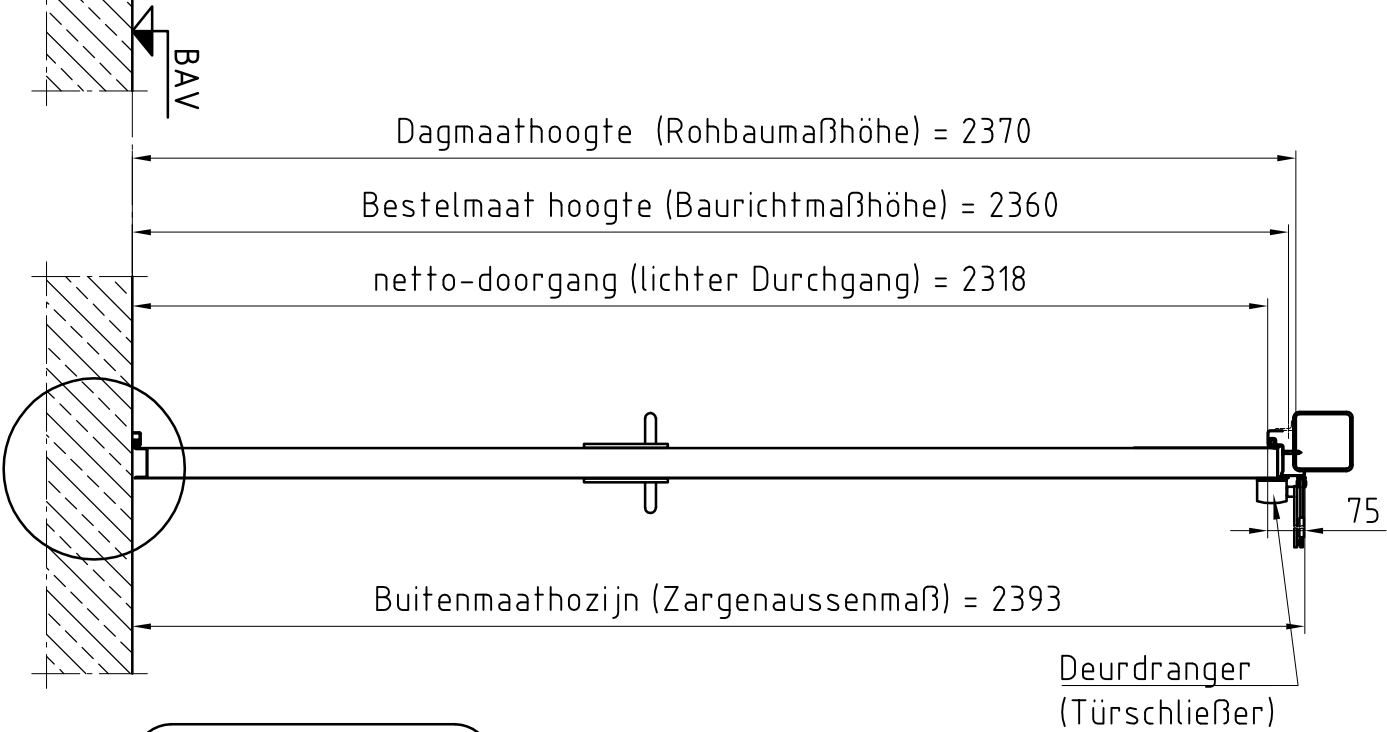 BAV
Dagmaathoogte (Rohbaumaßhöhe) = 2370
Bestelmaat hoogte (Baurichtmaßhöhe) = 2360
netto-doorgang (lichter Durchgang) = 2318
75
Buitenmaathozijn (Zargenaussenmaß) = 2393
Deurdranger
(Türschließer)